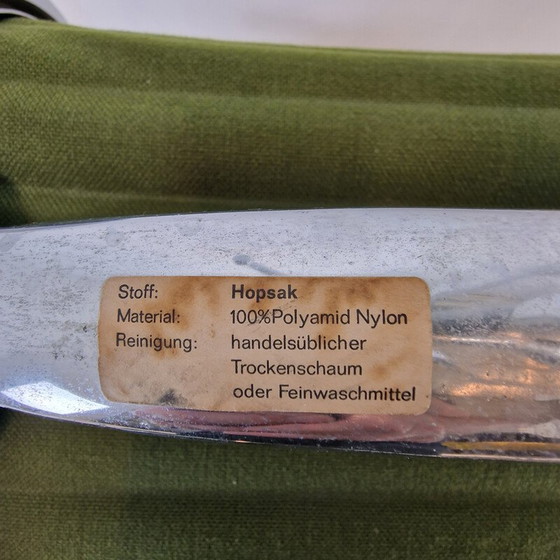 Stoff: Hopsak
Material: 100%Polyamid Nylon
Reinigung: handelsüblicher
Trockenschaum
oder Feinwaschmittel